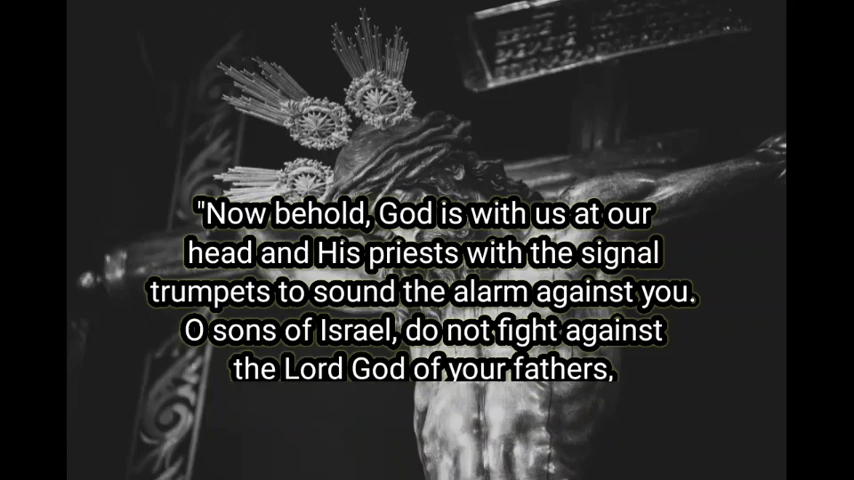 "Now behold, God is with us at our
head and His priests with the signal
trumpets to sound the alarm against you.
O sons of Israel, do not fight against
the Lord God of your fathers,